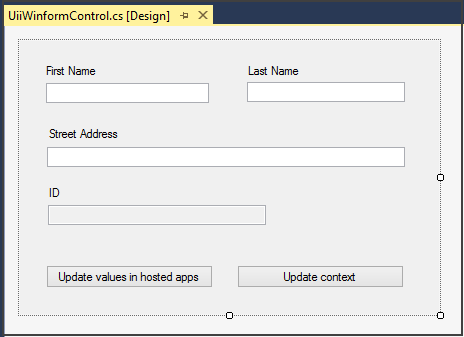 UiiWinformControl.cs [Design]
First Name Last Name
Street Address
ID
Update values in hosted apps Update context